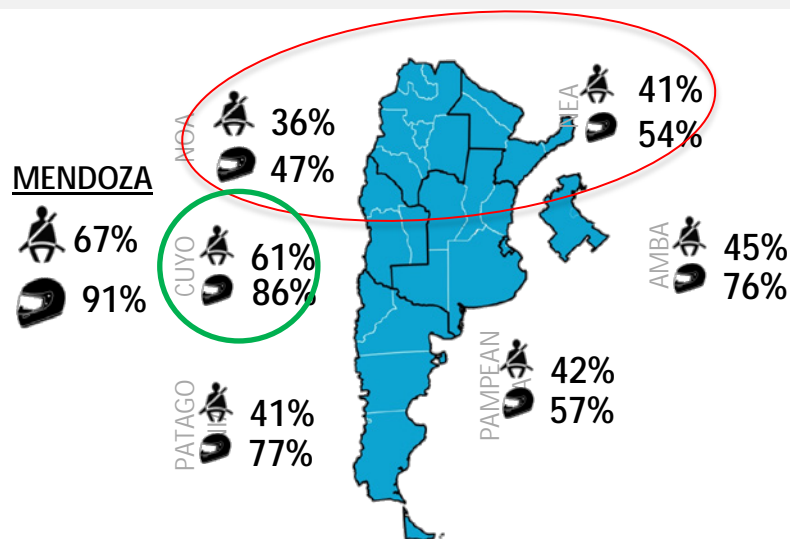 NOA
36%
47%
NEA
41%
54%
MENDOZA
67%
91%
CUYO
61%
86%
AMBA
45%
76%
PATAGO
NIA
41%
77%
PAMPEAN
A
42%
57%